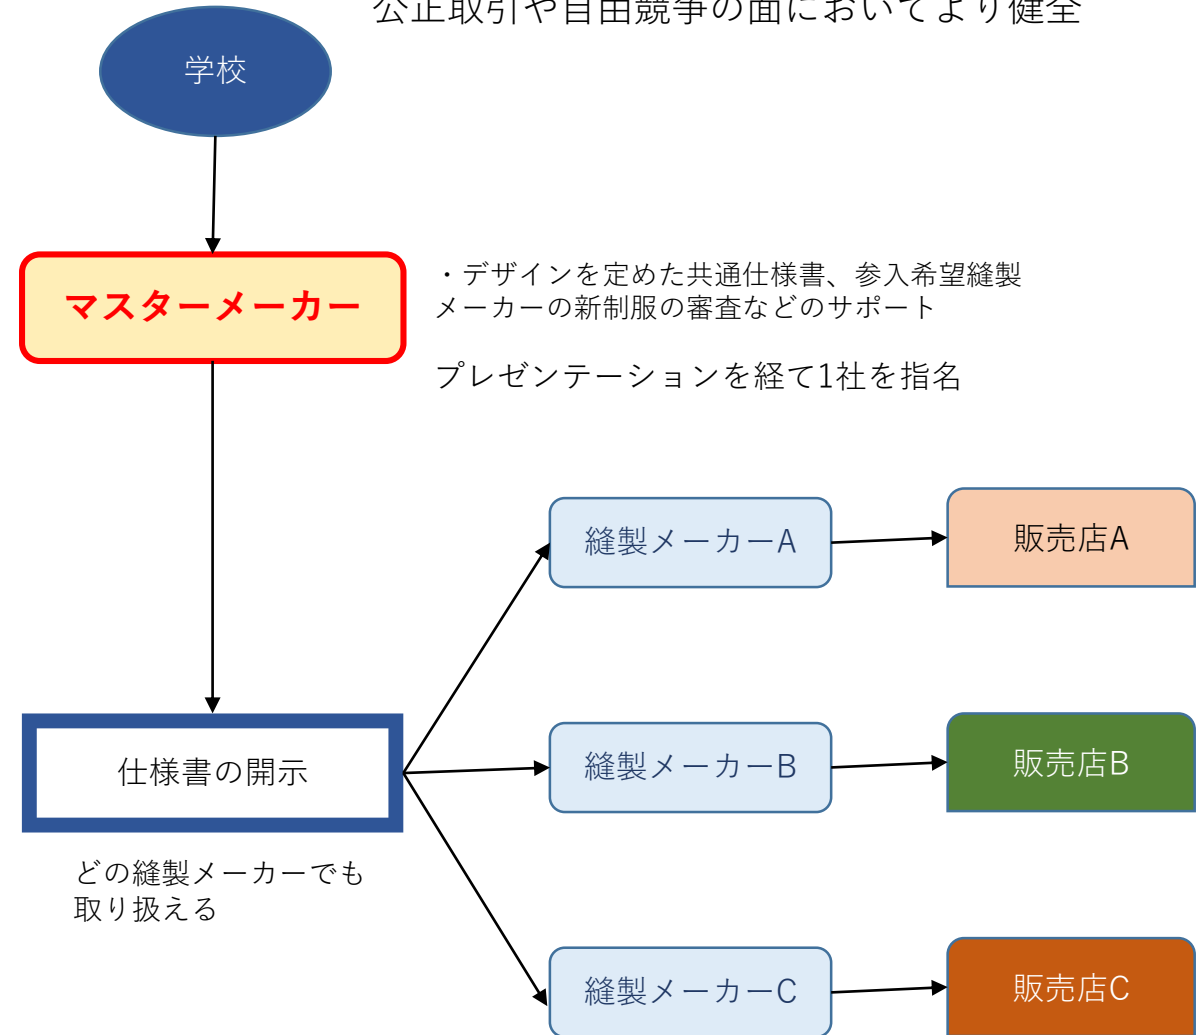 公正取引や自由競争の面においてより健全
学校
マスターメーカー
・デザインを定めた共通仕様書、参入希望縫製
メーカーの新制服の審査などのサポート
プレゼンテーションを経て1社を指名
縫製メーカーA
販売店A
仕様書の開示
縫製メーカーB
販売店B
どの縫製メーカーでも
取り扱える
縫製メーカーC
販売店C